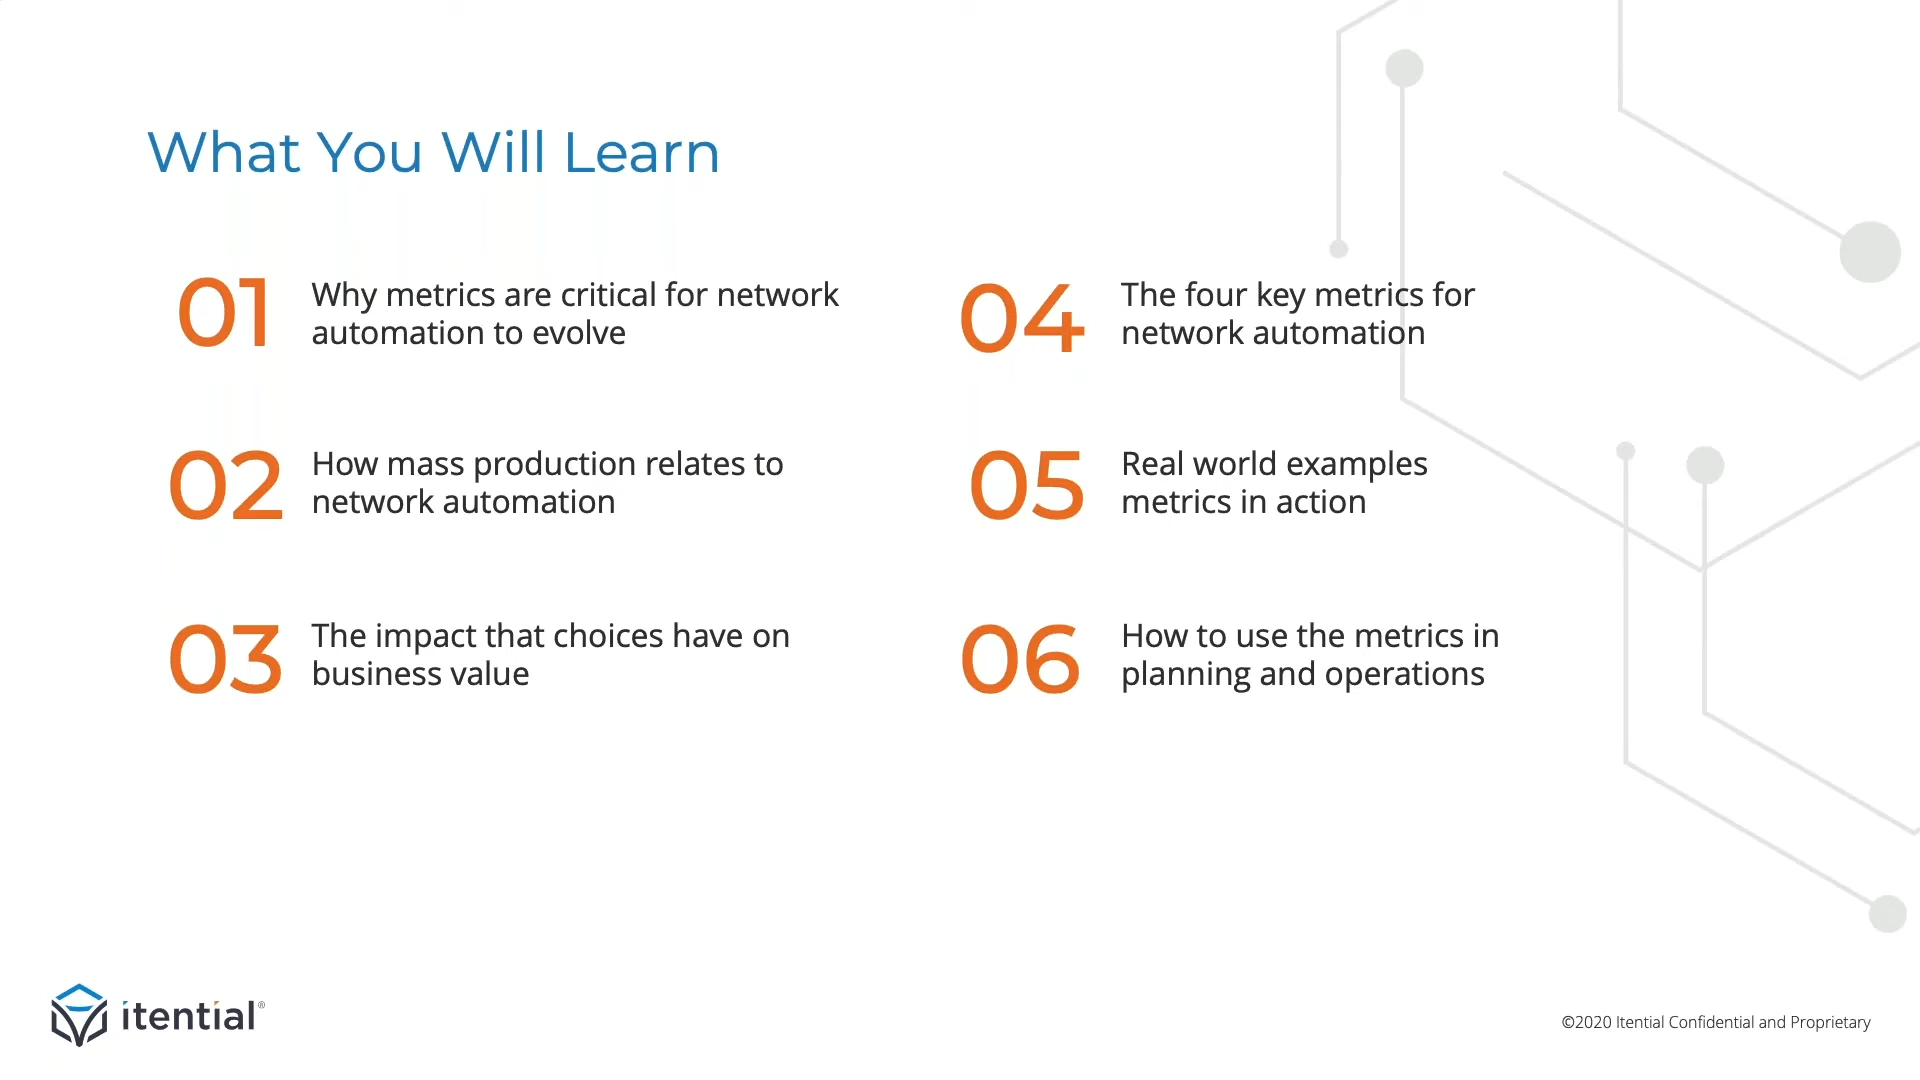 What You Will Learn
01
Why metrics are critical for network
automation to evolve
02
How mass production relates to
network automation
03
The impact that choices have on
business value
04
The four key metrics for
network automation
05
Real world examples
metrics in action
06
How to use the metrics in
planning and operations
itential®
©2020 Itential Confidential and Proprietary